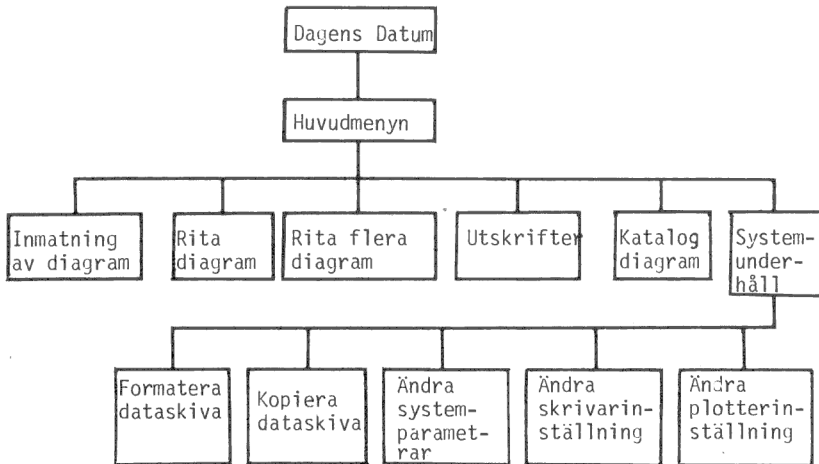 Dagens Datum
Huvudmenyn
Inmatning
av diagram
Rita
diagram
Rita flera
diagram
Utskrifter
Katalog
diagram
System-
under-
håll
Formatera
dataskiva
Kopiera
dataskiva
Ändra
system-
paramet-
rar
Ändra
skrivarin-
ställning
Ändra
plotterin-
ställning